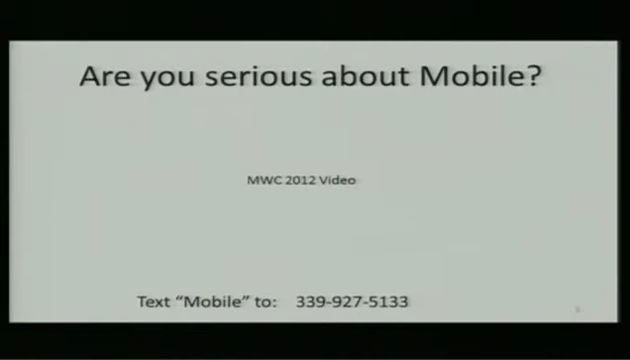 Are you serious about Mobile?
MWC 2012 Video
Text “Mobile” to: 339-927-5133